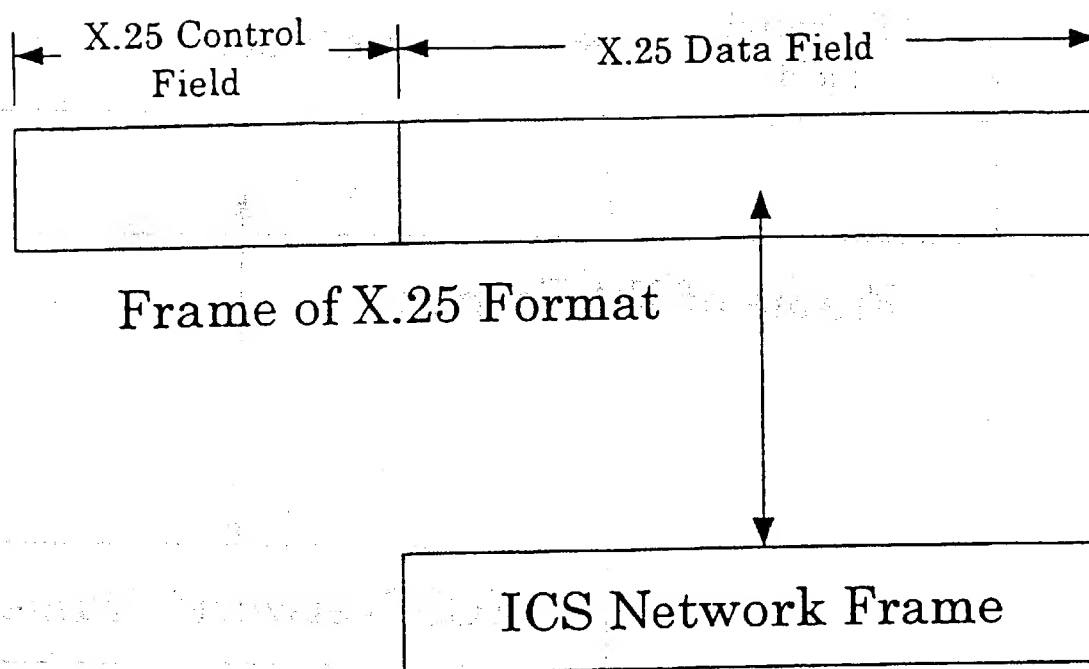 X.25 Control
Field
X.25 Data Field
Frame of X.25 Format
ICS Network Frame